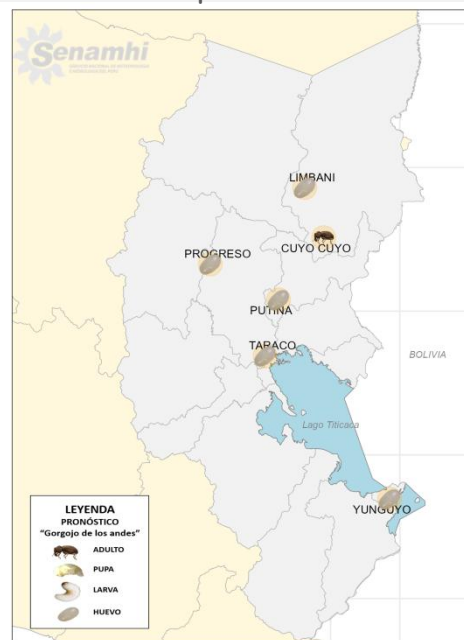 Senamhi
LIMBANI
CUYO CUYO
PROGRESO
PUTINA
TARACO
BOLIVIA
Lago Titicaca
YUNGUYO
LEYENDA
PRONÓSTICO
"Gorgojo de los andes"
ADULTO
PUPA
LARVA
HUEVO